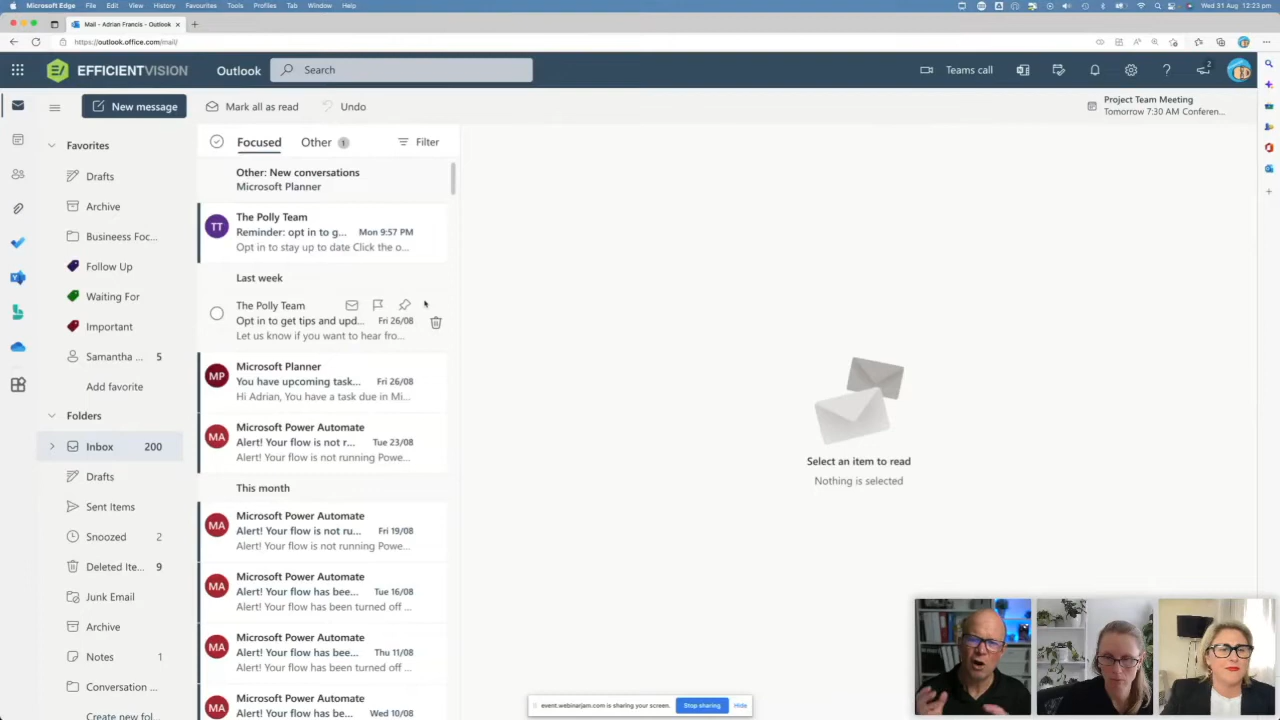 Microsoft Edge File Edit View History Favourites Tools Profiles Tab Window Help
Wed 31 Aug 12:23 pm
Mail - Adrian Francis - Outlook
https://outlook.office.com/mail/
EFFICIENTVISION
Outlook
Search
Teams call
2
New message
Mark all as read
Undo
Project Team Meeting
Tomorrow 7:30 AM Conferen...
Favorites
Drafts
Archive
Busineess Foc...
Follow Up
Waiting For
Important
Samantha ... 5
Add favorite
Folders
Inbox 200
Drafts
Sent Items
Snoozed 2
Deleted Ite... 9
Junk Email
Archive
Notes 1
Conversation ...
Create new fol...
Focused
Other 1
Filter
Other: New conversations
Microsoft Planner
TT
The Polly Team
Reminder: opt in to g... Mon 9:57 PM
Opt in to stay up to date Click the o...
Last week
The Polly Team
Opt in to get tips and upd... Fri 26/08
Let us know if you want to hear fro...
MP
Microsoft Planner
You have upcoming task... Fri 26/08
Hi Adrian, You have a task due in Mi...
MA
Microsoft Power Automate
Alert! Your flow is not r... Tue 23/08
Alert! Your flow is not running Powe...
This month
MA
Microsoft Power Automate
Alert! Your flow is not ru... Fri 19/08
Alert! Your flow is not running Powe...
MA
Microsoft Power Automate
Alert! Your flow has bee... Tue 16/08
Alert! Your flow has been turned off ...
MA
Microsoft Power Automate
Alert! Your flow has bee... Thu 11/08
Alert! Your flow has been turned off ...
MA
Microsoft Power Automate
Alert! Your flow has be... Wed 10/08
Select an item to read
Nothing is selected
event.webinarjam.com is sharing your screen.
Stop sharing
Hide